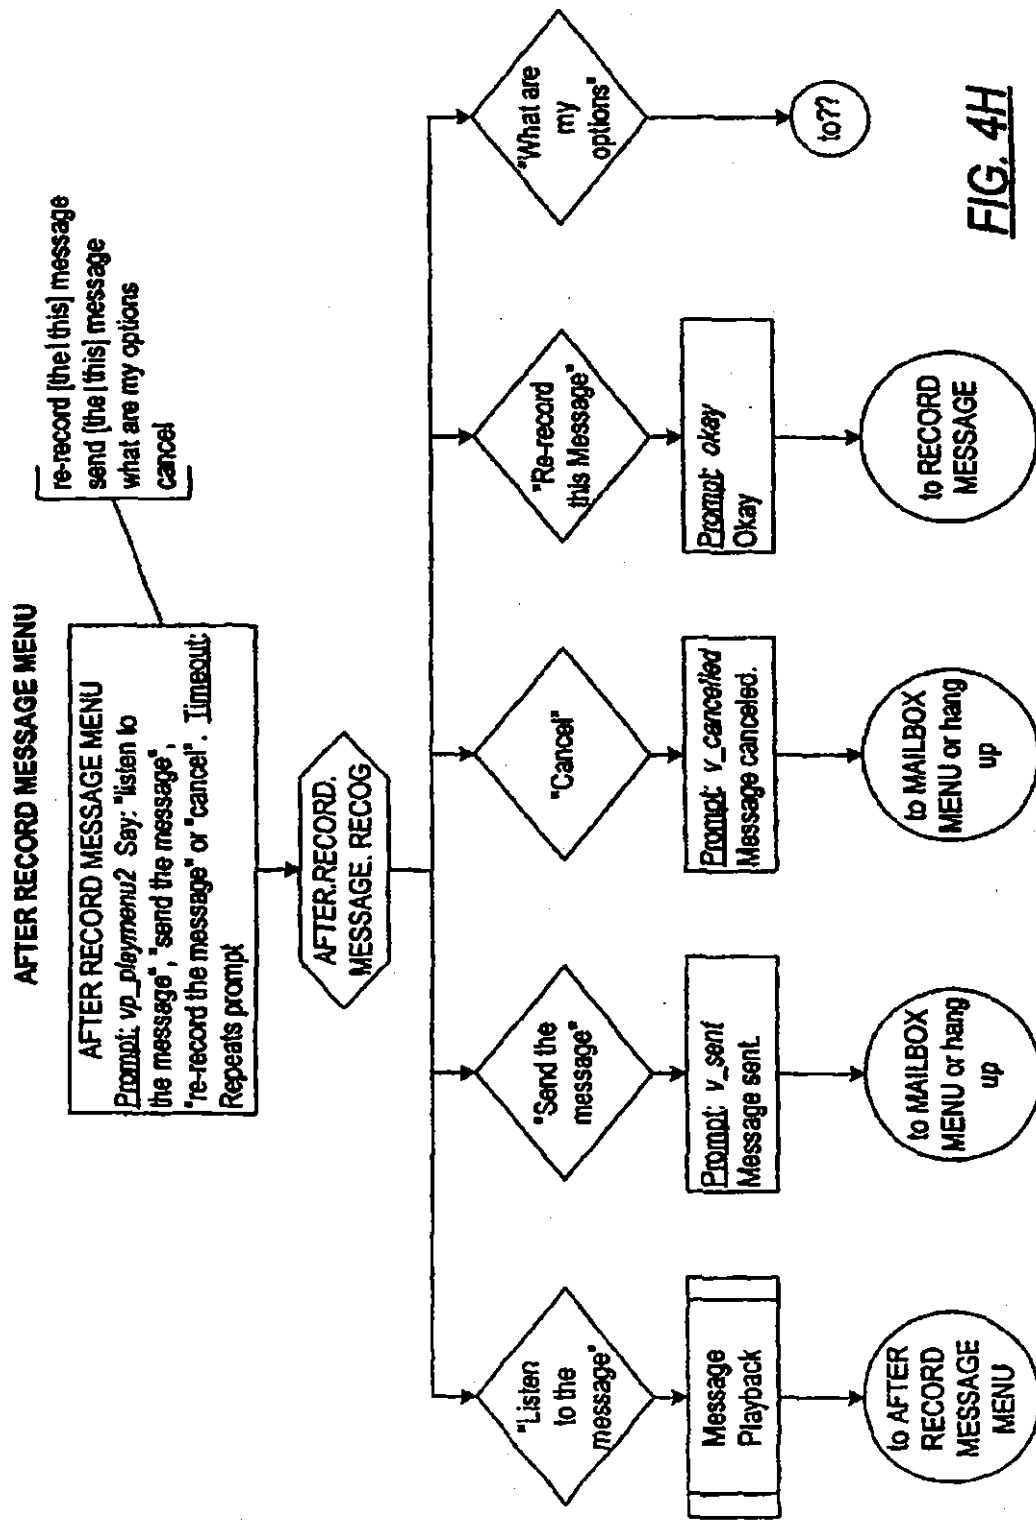 AFTER RECORD MESSAGE MENU
AFTER RECORD MESSAGE MENU
Prompt: vp_playmenu2 Say: "listen to
the message", "send the message",
"re-record the message" or "cancel". Timeout:
Repeats prompt
re-record [the|this] message
send [the|this] message
what are my options
cancel
AFTER.RECORD.
MESSAGE. RECOG
"Listen
to the
message"
"Send the
message"
"Cancel"
"Re-record
this Message"
"What are
my
options"
Message
Playback
Prompt: v_sent
Message sent.
Prompt: v_cancelled
Message canceled.
Prompt: okay
Okay
to??
to AFTER
RECORD
MESSAGE
MENU
to MAILBOX
MENU or hang
up
to MAILBOX
MENU or hang
up
to RECORD
MESSAGE
FIG. 4H